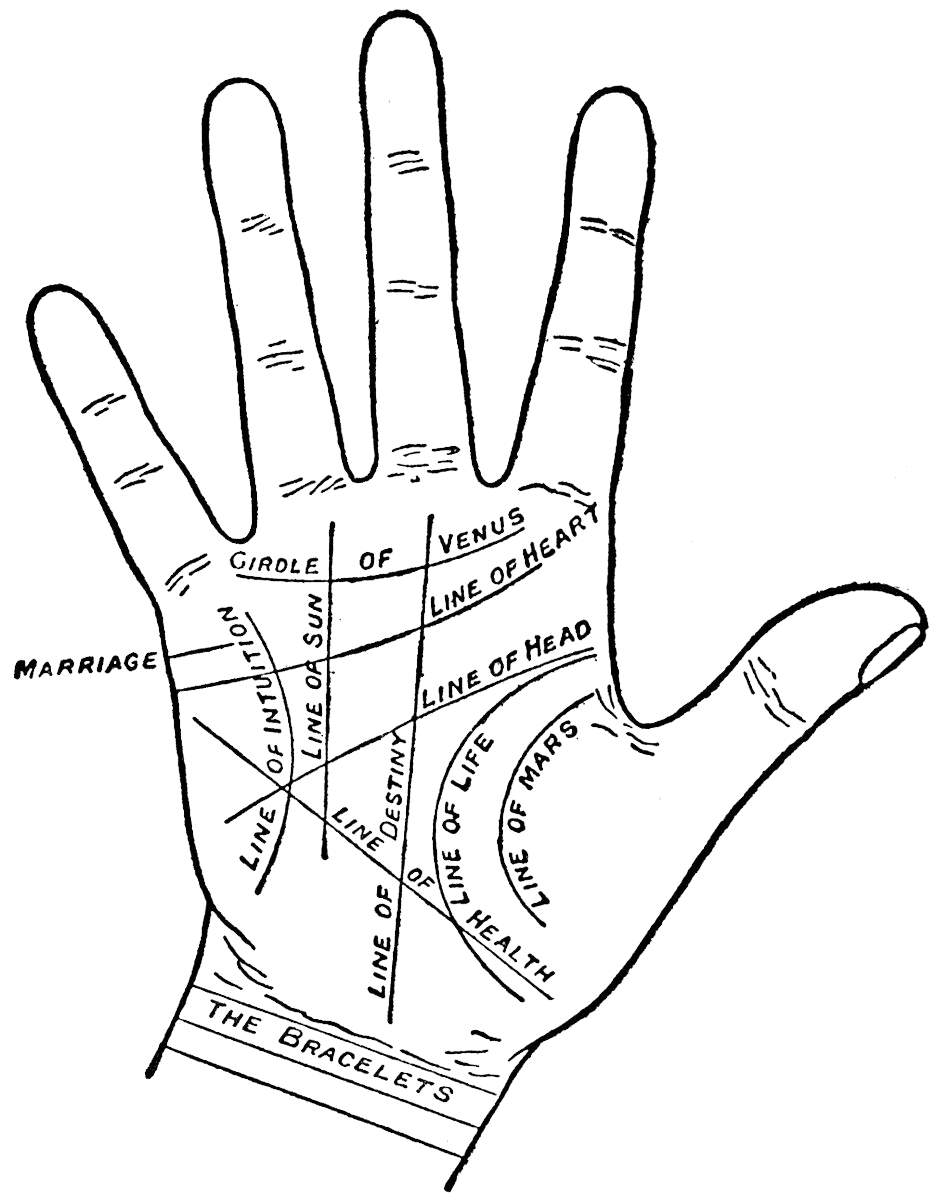 GIRDLE OF VENUS
LINE OF HEART
LINE OF SUN
LINE OF INTUITION
MARRIAGE
LINE OF HEAD
LINE OF DESTINY
LINE OF LIFE
LINE OF MARS
LINE OF HEALTH
THE BRACELETS